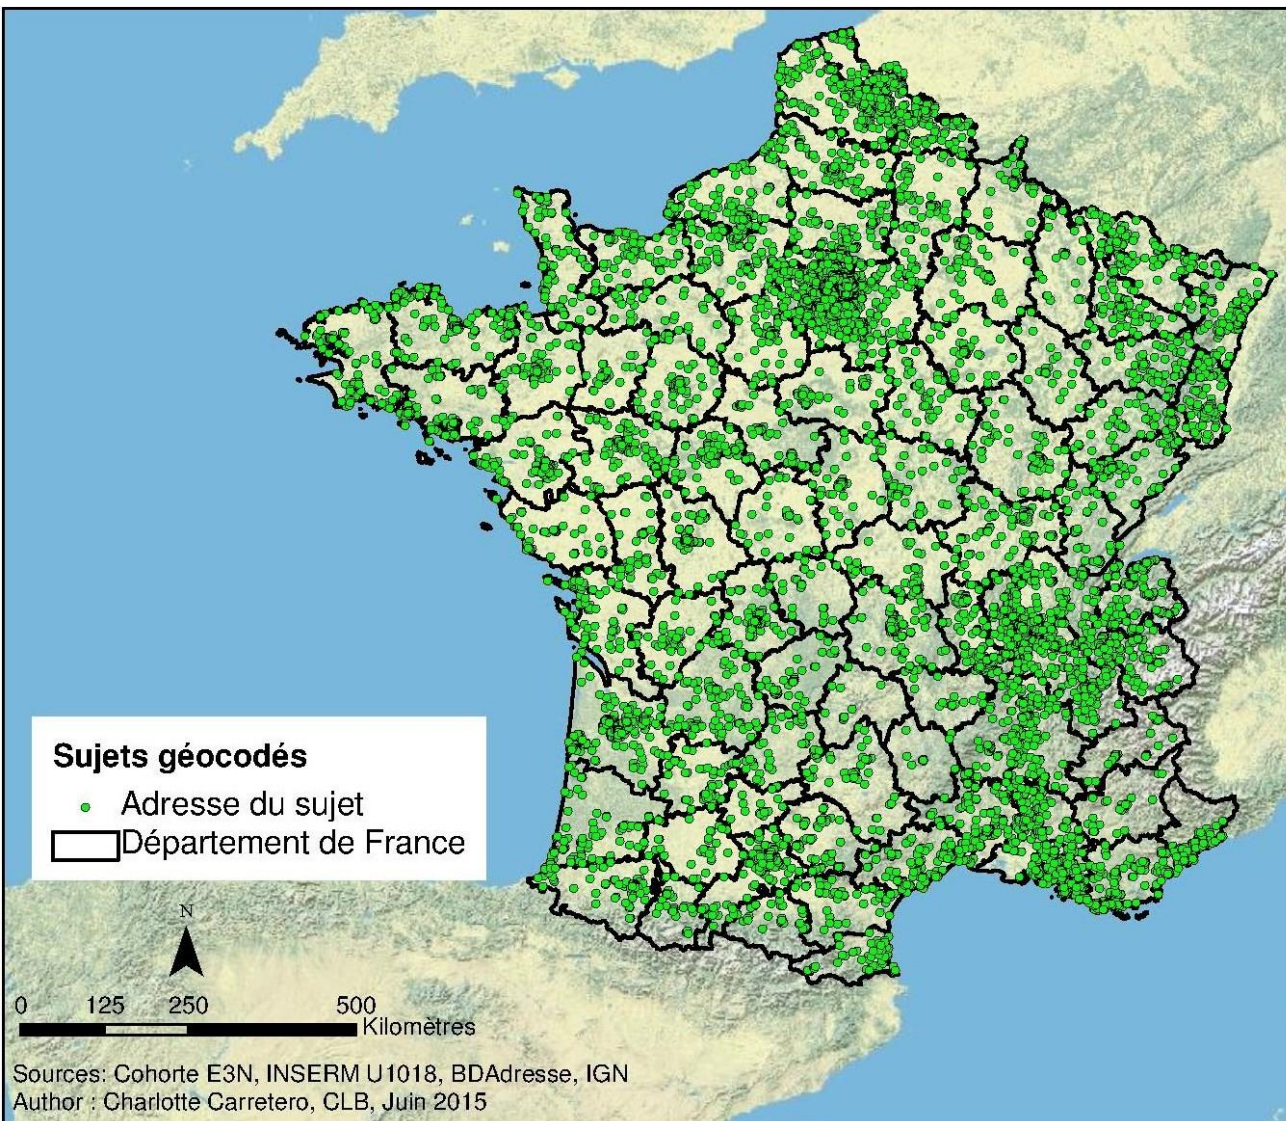 Sujets géocodés
Adresse du sujet
Département de France
N
0 125 250 500
Kilomètres
Sources: Cohorte E3N, INSERM U1018, BDAdresse, IGN
Author : Charlotte Carretero, CLB, Juin 2015